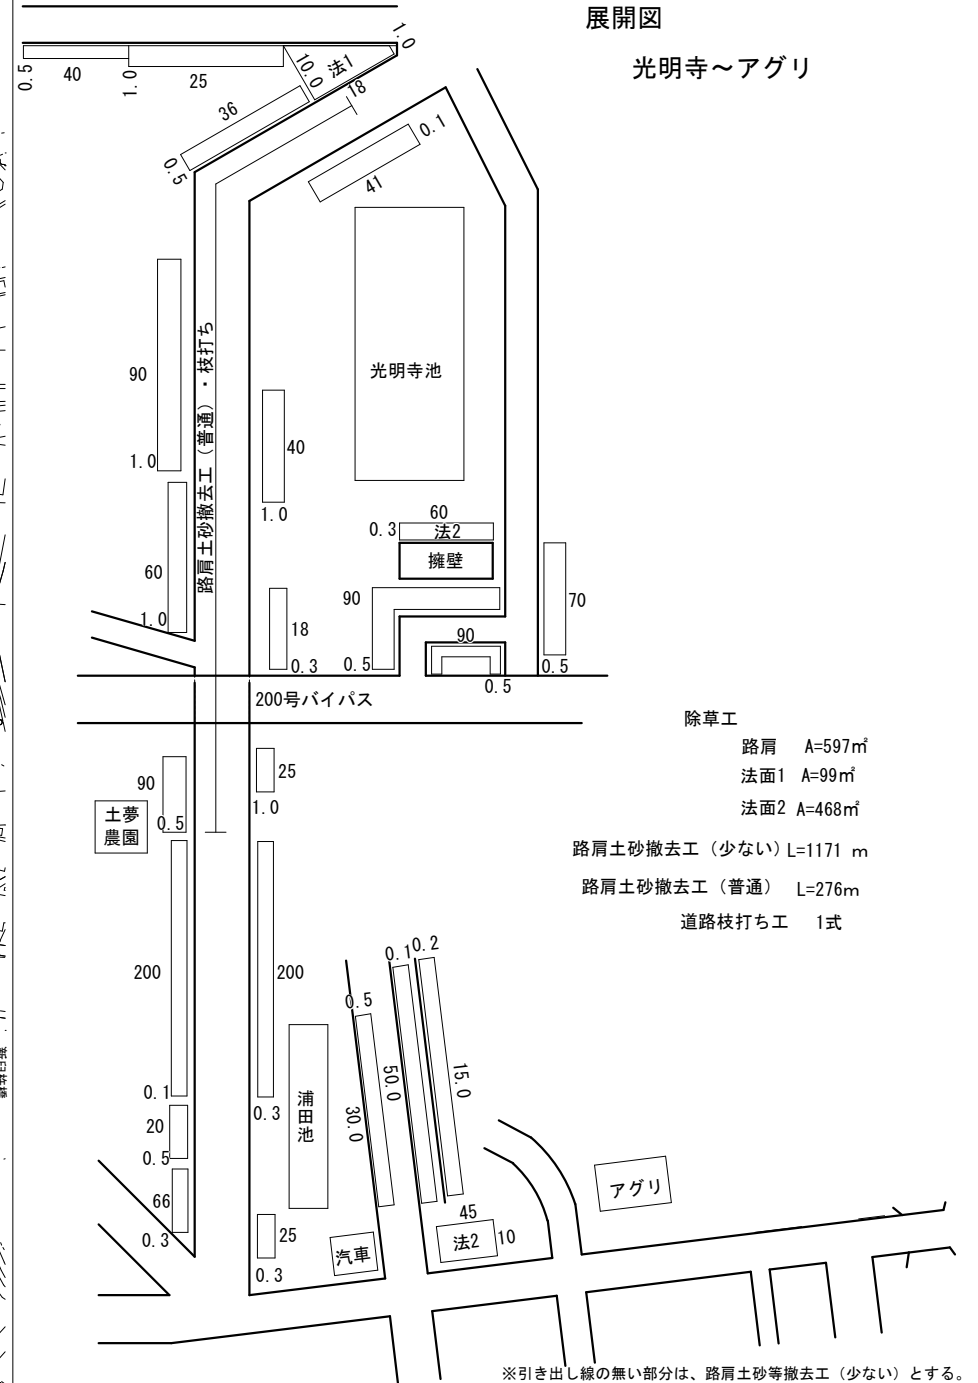 展開図
光明寺～アグリ
0.5
40
1.0
25
10.0
法1
1.0
18
36
0.5
0.1
41
90
1.0
路肩土砂撤去工（普通）・枝打ち
40
1.0
光明寺池
60
0.3
法2
擁壁
60
1.0
18
0.3
90
0.5
90
0.5
70
0.5
200号バイパス
除草工
路肩 A=597㎡
法面1 A=99㎡
法面2 A=468㎡
路肩土砂撤去工（少ない）L=1171 m
路肩土砂撤去工（普通） L=276m
道路枝打ち工 1式
90
0.5
土夢
農園
25
1.0
200
0.1
200
0.3
20
0.5
66
0.3
浦田池
25
0.3
0.5
30.0
0.1
50.0
0.2
15.0
汽車
45
法2
10
アグリ
※引き出し線の無い部分は、路肩土砂等撤去工（少ない）とする。